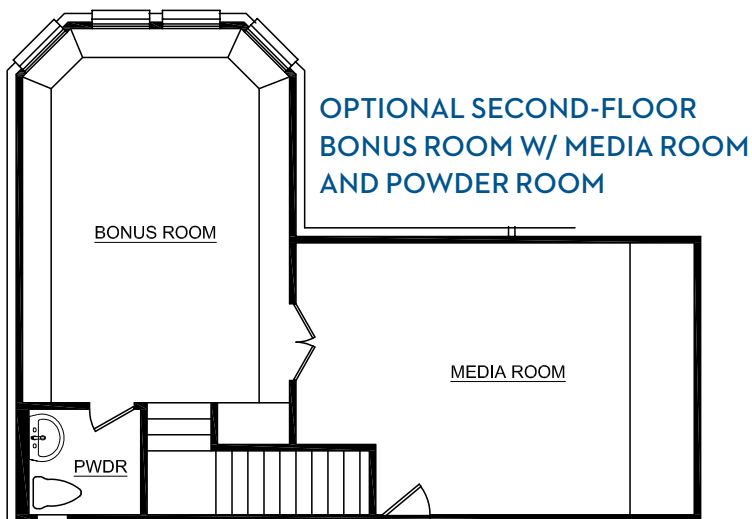 OPTIONAL SECOND-FLOOR
BONUS ROOM W/ MEDIA ROOM
AND POWDER ROOM
BONUS ROOM
MEDIA ROOM
PWDR